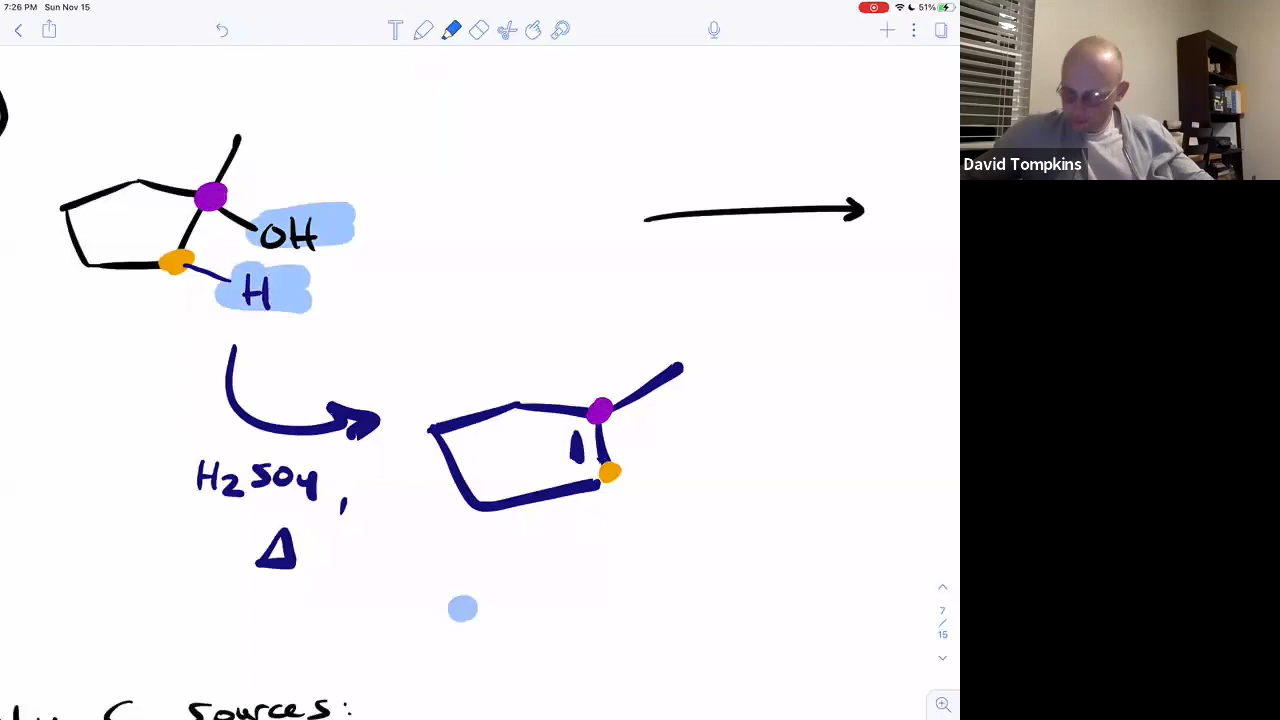 7:26 PM Sun Nov 15
51%
David Tompkins
OH
H
H2SO4,
Δ
7
/
15
sources: